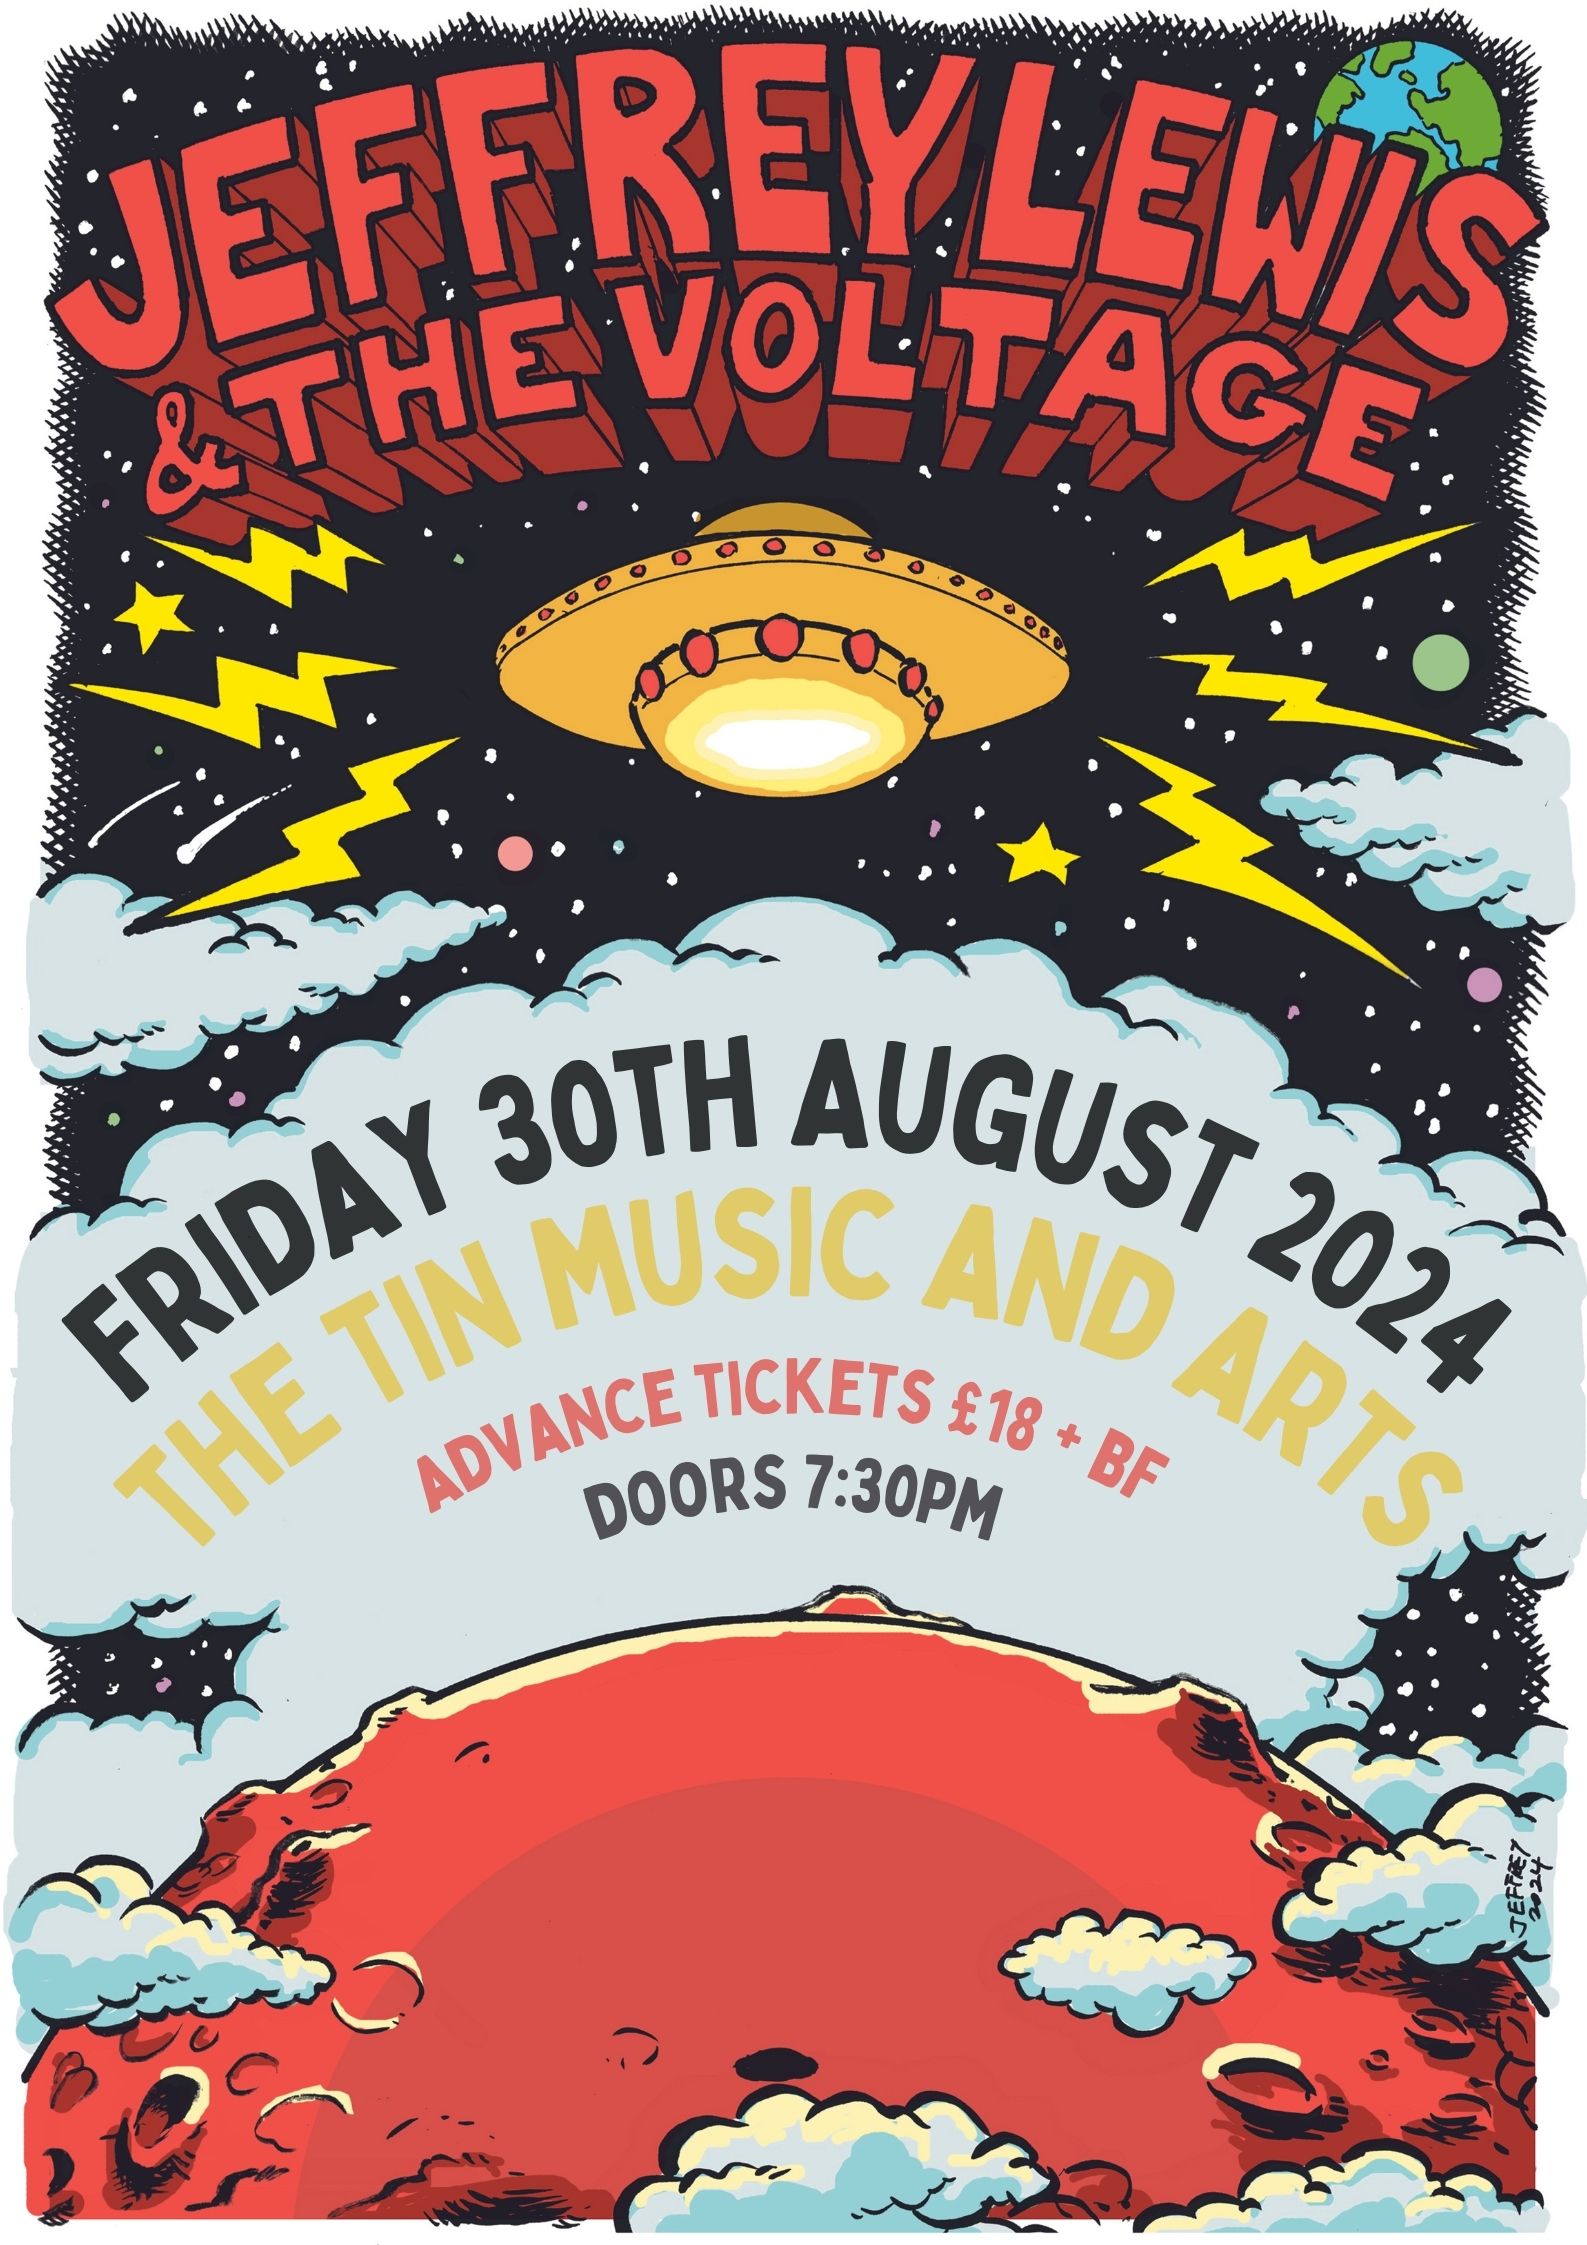 JEFFREY LEWIS
& THE VOLTAGE
FRIDAY 30TH AUGUST 2024
THE TIN MUSIC AND ARTS
ADVANCE TICKETS £18 + BF
DOORS 7:30PM
JEFFREY
2024